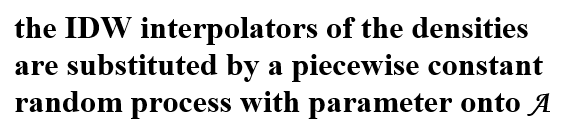 the IDW interpolators of the densities
are substituted by a piecewise constant
random process with parameter onto 𝒜